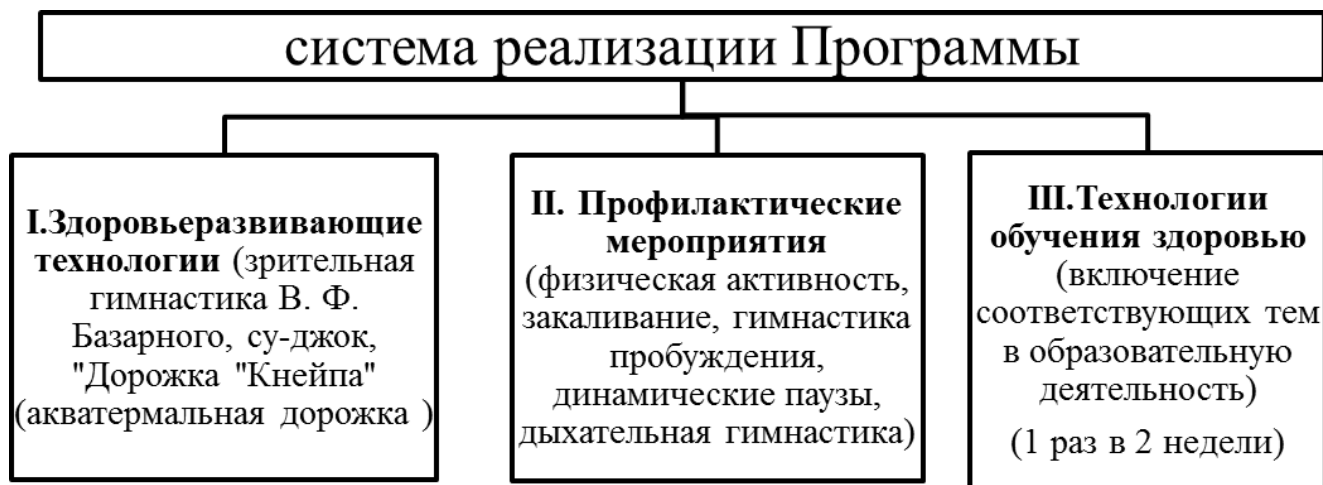 система реализации Программы
I.Здоровьеразвивающие
технологии (зрительная
гимнастика В. Ф.
Базарного, су-джок,
"Дорожка "Кнейпа"
(акватермальная дорожка )
II. Профилактические
мероприятия
(физическая активность,
закаливание, гимнастика
пробуждения,
динамические паузы,
дыхательная гимнастика)
III.Технологии
обучения здоровью
(включение
соответствующих тем
в образовательную
деятельность)
(1 раз в 2 недели)